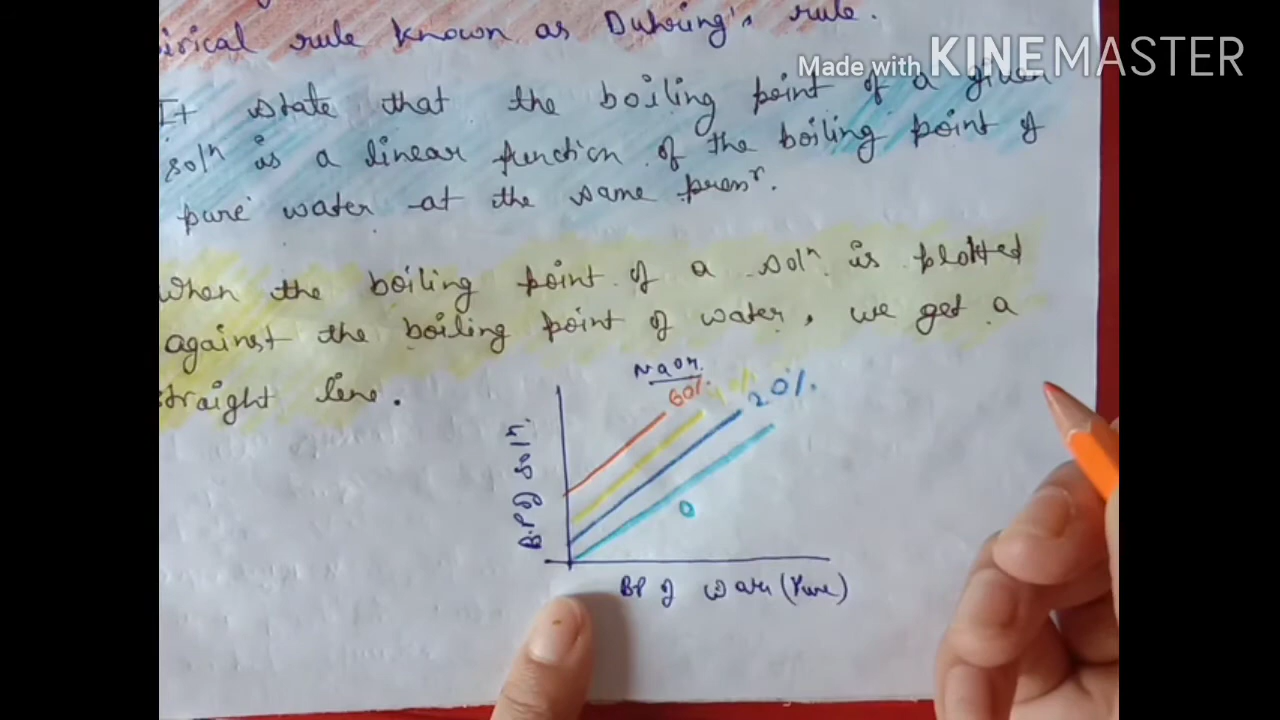 irical rule known as Duhring's rule.
Made with KINEMASTER
It state that the boiling point of a given
solⁿ is a linear function of the boiling point of
pure water at the same presrʳ.
When the boiling point of a solⁿ is plotted
against the boiling point of water, we get a
straight line.
NaOH.
60%.
20%.
B.P of Solⁿ.
0
BP of water (Pure)